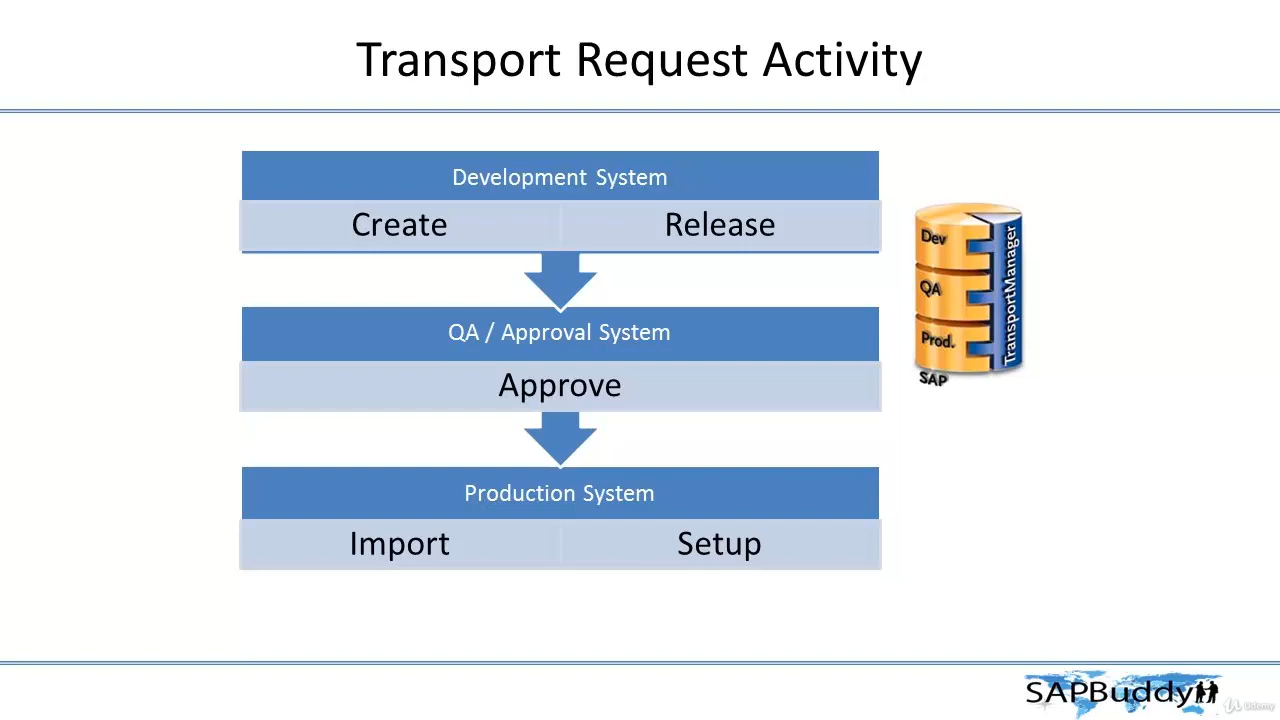 Transport Request Activity
Development System
Create Release
Dev
QA
Prod.
SAP
TransportManager
QA / Approval System
Approve
Production System
Import Setup
SAPBuddy
Udemy